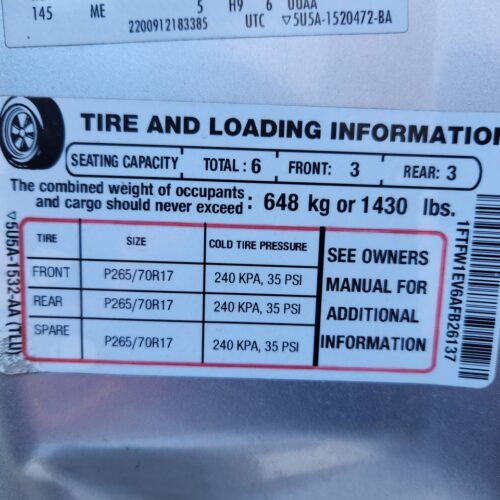 145 ME 5 H9 6 UUAA
2200912183385 UTC ▽5U5A-1520472-BA
TIRE AND LOADING INFORMATION
SEATING CAPACITY TOTAL : 6 FRONT: 3 REAR: 3
The combined weight of occupants
and cargo should never exceed : 648 kg or 1430 lbs.
TIRE SIZE COLD TIRE PRESSURE
FRONT P265/70R17 240 KPA, 35 PSI
REAR P265/70R17 240 KPA, 35 PSI
SPARE P265/70R17 240 KPA, 35 PSI
SEE OWNERS
MANUAL FOR
ADDITIONAL
INFORMATION
▽5U5A-1532-AA (TLU)
1FTFW1EV6AFB26137